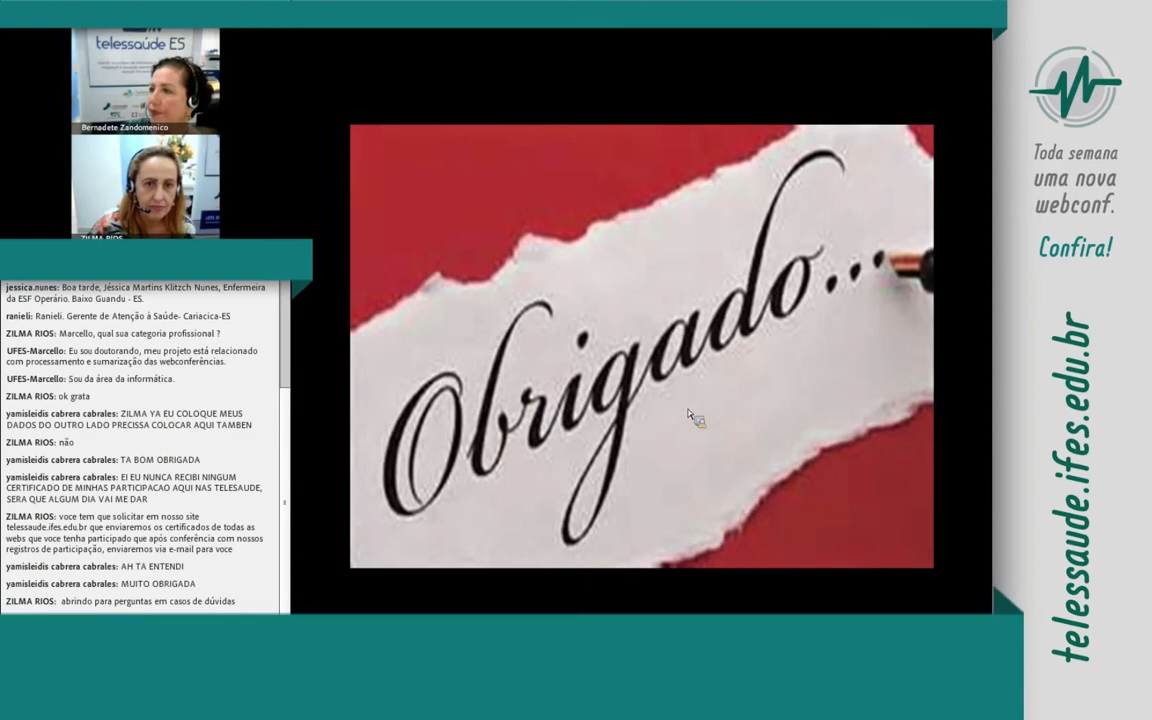 telessaúde ES
Bernadete Zandomenico
ZILMA RIOS
jessica.nunes: Boa tarde, Jéssica Martins Klitzch Nunes, Enfermeira
da ESF Operário. Baixo Guandu - ES.
ranieli: Ranieli. Gerente de Atenção à Saúde- Cariacica-ES
ZILMA RIOS: Marcello, qual sua categoria profissional ?
UFES-Marcello: Eu sou doutorando, meu projeto está relacionado
com processamento e sumarização das webconferências.
UFES-Marcello: Sou da área da informática.
ZILMA RIOS: ok grata
yamisleidis cabrera cabrales: ZILMA YA EU COLOQUE MEUS
DADOS DO OUTRO LADO PRECISSA COLOCAR AQUI TAMBEN
ZILMA RIOS: não
yamisleidis cabrera cabrales: TA BOM OBRIGADA
yamisleidis cabrera cabrales: EI EU NUNCA RECIBI NINGUM
CERTIFICADO DE MINHAS PARTICIPACAO AQUI NAS TELESAUDE,
SERA QUE ALGUM DIA VAI ME DAR
ZILMA RIOS: voce tem que solicitar em nosso site
telessaude.ifes.edu.br que enviaremos os certificados de todas as
webs que voce tenha participado que após conferência com nossos
registros de participação, enviaremos via e-mail para voce
yamisleidis cabrera cabrales: AH TA ENTENDI
yamisleidis cabrera cabrales: MUITO OBRIGADA
ZILMA RIOS: abrindo para perguntas em casos de dúvidas
Obrigado...
Toda semana
uma nova
webconf.
Confira!
telessaude.ifes.edu.br